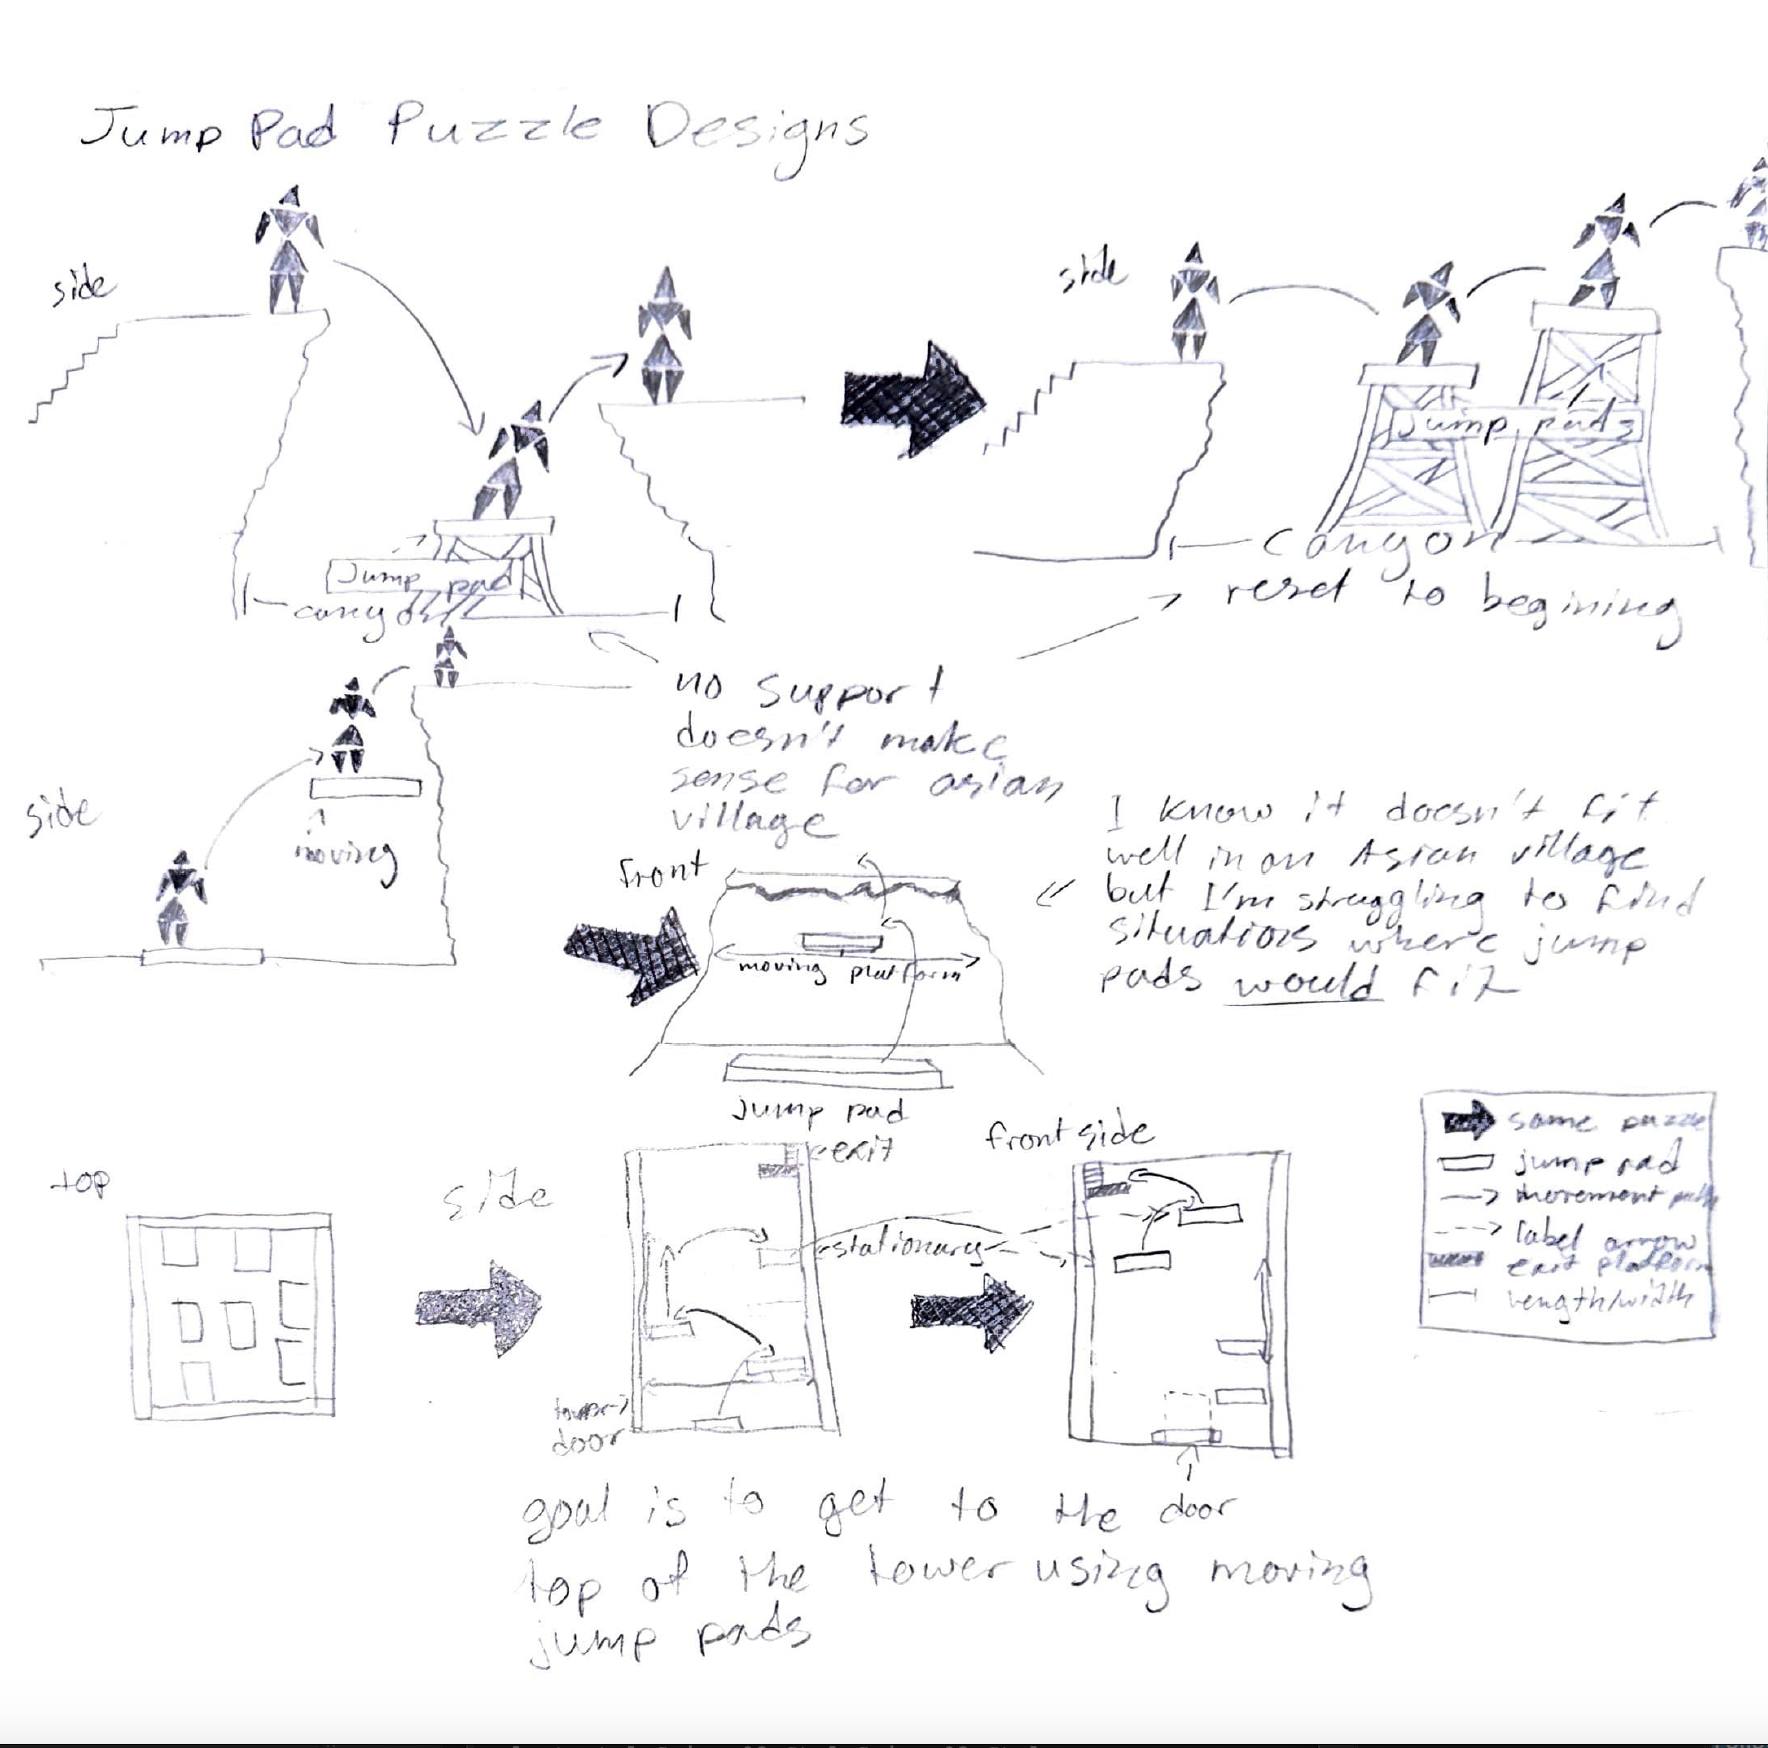 Jump Pad Puzzle Designs
side
side
Jump pad
canyon
Jump pads
canyon
reset to begining
no support
doesn't make
sense for asian
village
side
moving
I know it doesn't fit
well in an Asian village
but I'm struggling to find
situations where jump
pads would fit
front
moving platform
Jump pad
top
side
exit
front side
stationary
tower
door
door
same puzzle
jump pad
movement path
label arrow
exit platform
length/width
goal is to get to the
top of the tower using moving
jump pads